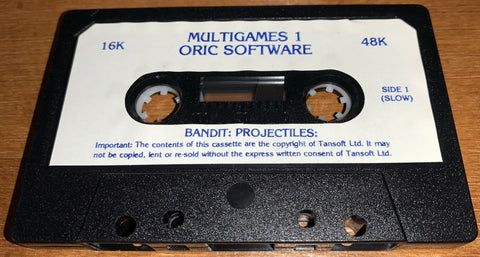 MULTIGAMES 1
16K
48K
ORIC SOFTWARE
SIDE 1
(SLOW)
BANDIT: PROJECTILES:
Important: The contents of this cassette are the copyright of Tansoft Ltd. It may
not be copied, lent or re-sold without the express written consent of Tansoft Ltd.